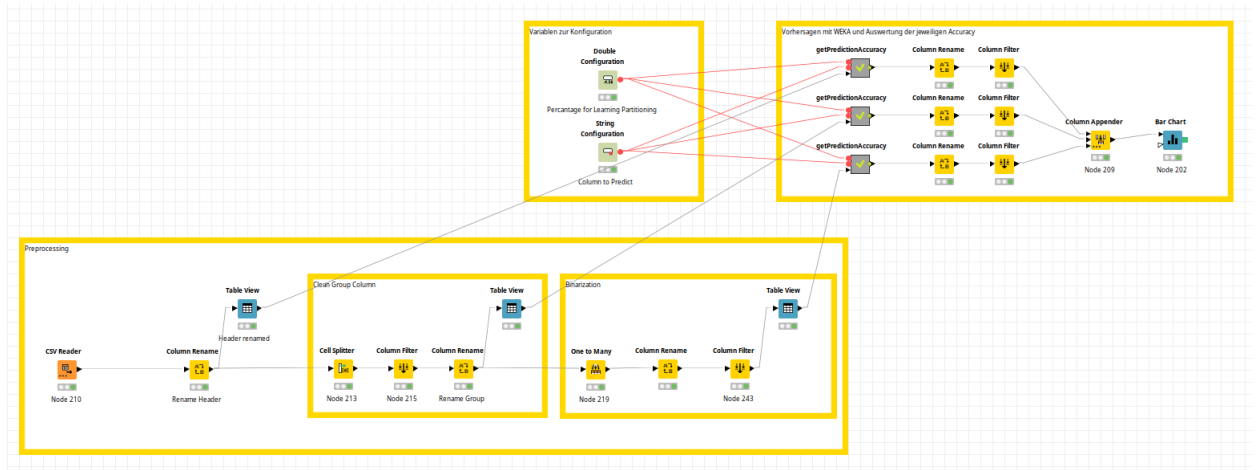 Variablen zur Konfiguration
Double
Configuration
Percantage for Learning Partitioning
String
Configuration
Column to Predict
Vorhersagen mit WEKA und Auswertung der jeweiligen Accuracy
getPredictionAccuracy
Column Rename
Column Filter
getPredictionAccuracy
Column Rename
Column Filter
getPredictionAccuracy
Column Rename
Column Filter
Column Appender
Node 209
Bar Chart
Node 202
Preprocessing
CSV Reader
Node 210
Column Rename
Rename Header
Table View
Header renamed
Clean Group Column
Cell Splitter
Node 213
Column Filter
Node 215
Column Rename
Rename Group
Table View
Binarization
One to Many
Node 219
Column Rename
Column Filter
Node 243
Table View